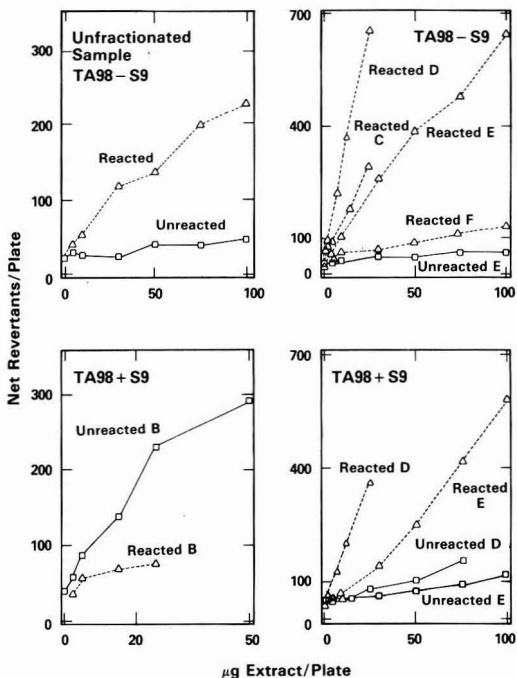 Net Revertants/Plate
300
200
100
0
Unfractionated
Sample
TA98 – S9
Reacted
Unreacted
0
50
100
700
400
100
0
TA98 – S9
Reacted D
Reacted
C
Reacted E
Reacted F
Unreacted E
0
50
100
300
200
100
0
TA98 + S9
Unreacted B
Reacted B
0
20
50
700
400
100
0
TA98 + S9
Reacted D
Reacted
E
Unreacted D
Unreacted E
0
50
100
μg Extract/Plate